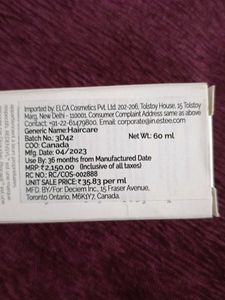 Imported by: ELCA Cosmetics Pvt. Ltd. 202-206, Tolstoy House, 15 Tolstoy
Marg, New Delhi - 110001, Consumer Complaint Address same as above
Contact: +91-22-61479800, Email: corporate@in.estee.com
Generic Name:Haircare
Batch No.: 3D42 Net Wt.: 60 ml
COO: Canada
Mfg. Date: 04/2023
Use By: 36 months from Manufactured Date
MRP: ₹2,150.00 (Inclusive of all taxes)
RC NO.: RC/COS-002888
UNIT SALE PRICE: ₹35.83 per ml
MFD. BY/For: Deciem Inc., 15 Fraser Avenue,
Toronto Ontario, M6K1Y7, Canada.